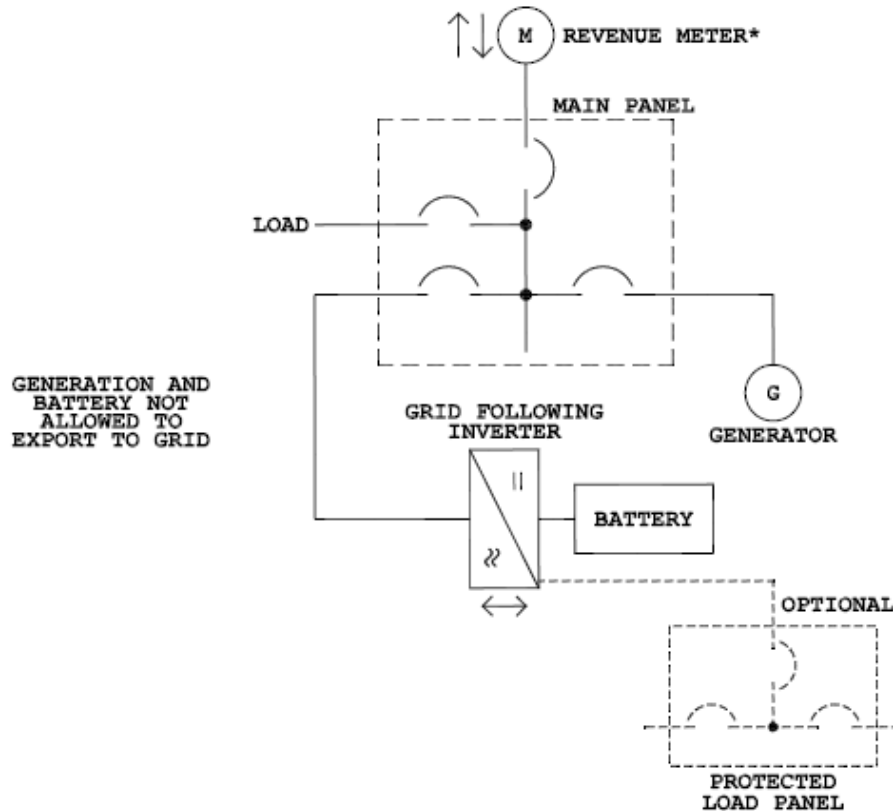 M
REVENUE METER*
MAIN PANEL
LOAD
GENERATION AND
BATTERY NOT
ALLOWED TO
EXPORT TO GRID
G
GENERATOR
GRID FOLLOWING
INVERTER
BATTERY
OPTIONAL
PROTECTED
LOAD PANEL